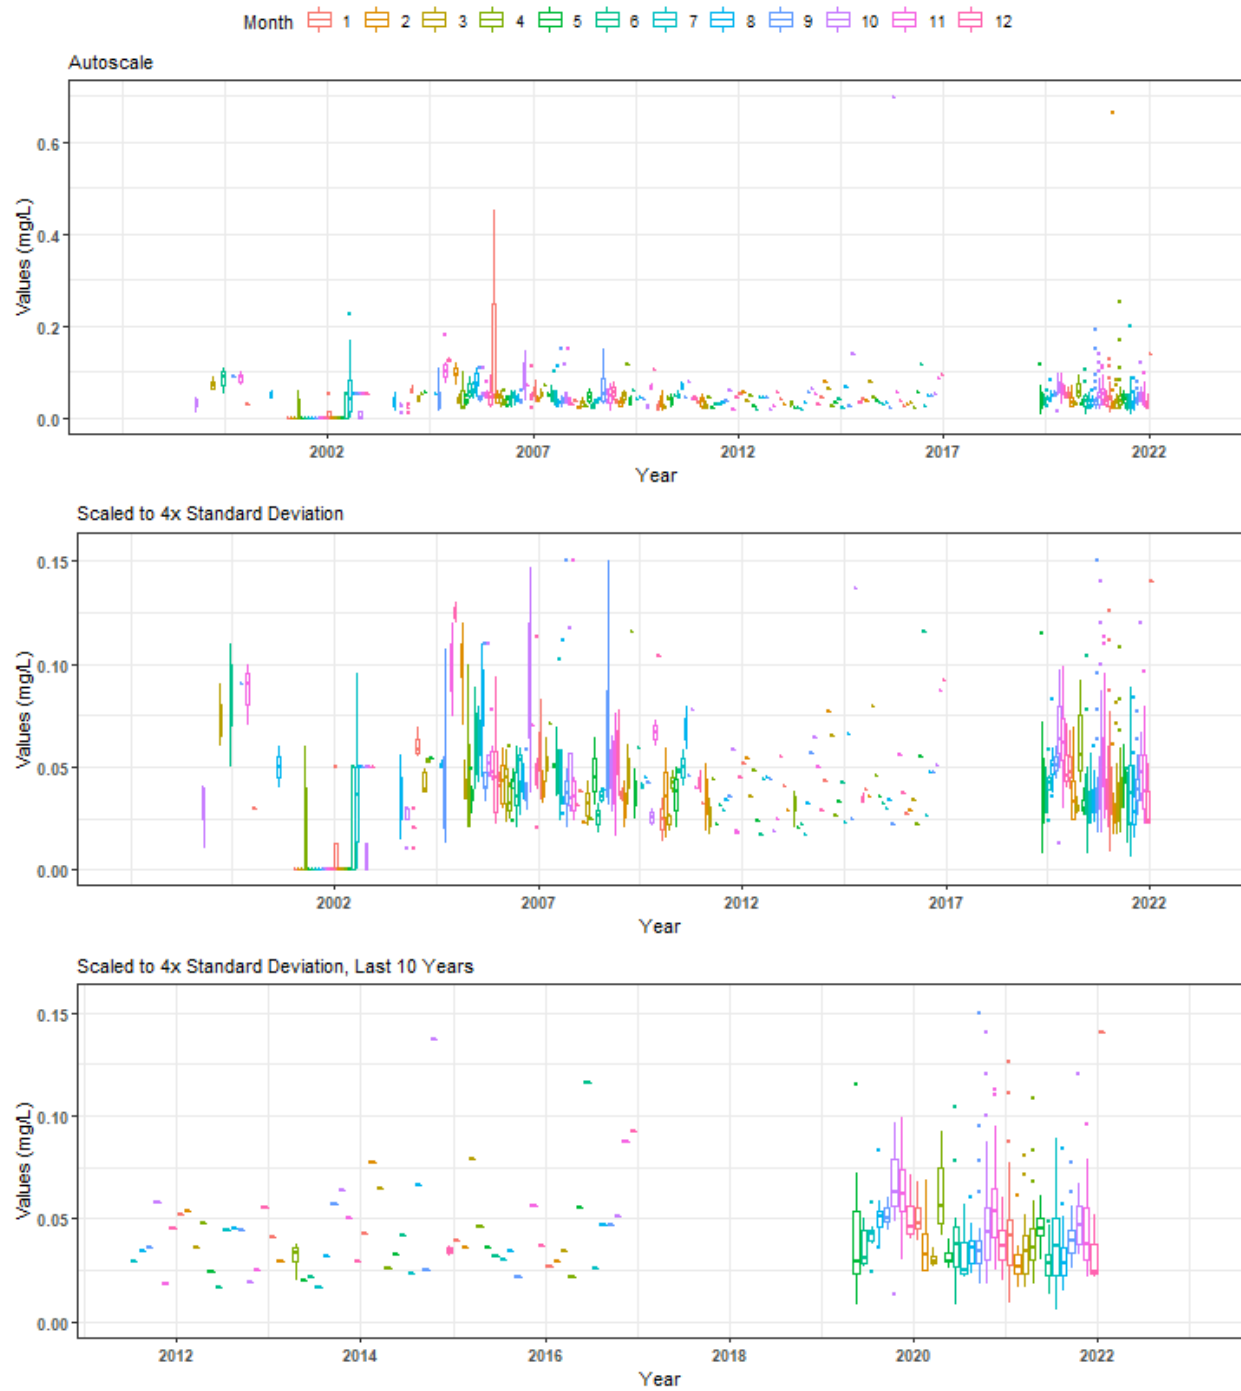 Month 1 2 3 4 5 6 7 8 9 10 11 12
Autoscale
Values (mg/L)
0.6
0.4
0.2
0.0
2002 2007 2012 2017 2022
Year
Scaled to 4x Standard Deviation
Values (mg/L)
0.15
0.10
0.05
0.00
2002 2007 2012 2017 2022
Year
Scaled to 4x Standard Deviation, Last 10 Years
Values (mg/L)
0.15
0.10
0.05
0.00
2012 2014 2016 2018 2020 2022
Year